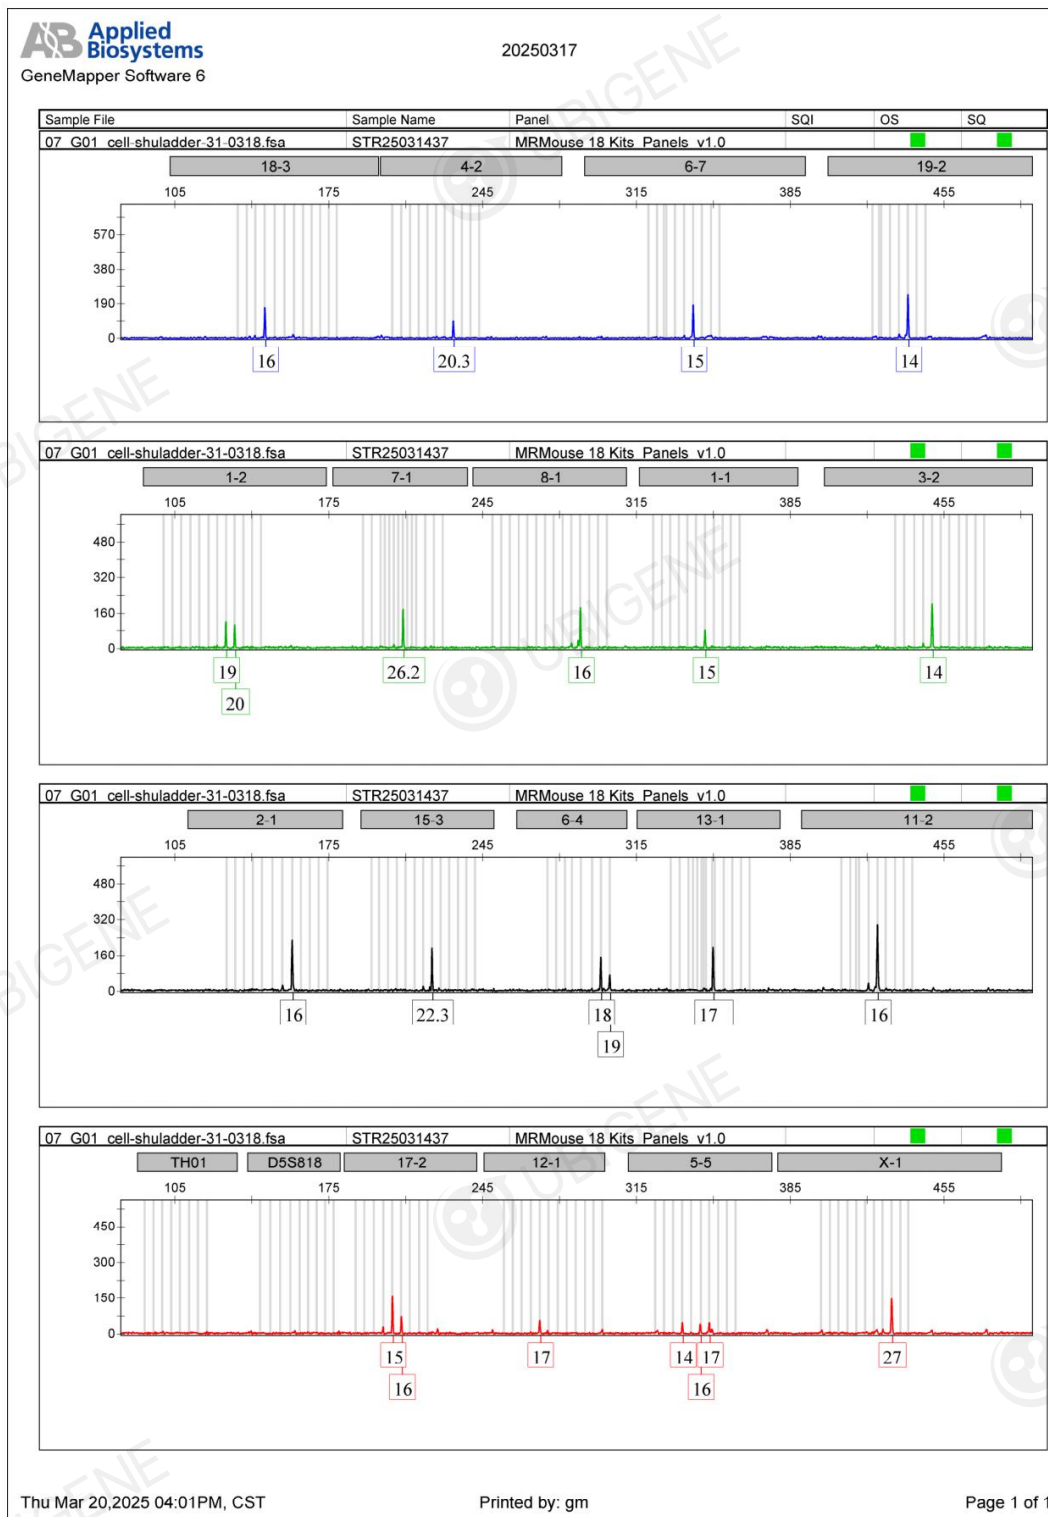 AB Applied
Biosystems
GeneMapper Software 6
20250317
Sample File Sample Name Panel SQI OS SQ
07_G01_cell-shuladder-31-0318.fsa STR25031437 MRMouse 18 Kits_Panels_v1.0
18-3 4-2 6-7 19-2
105 175 245 315 385 455
570
380
190
0
16 20.3 15 14
07_G01_cell-shuladder-31-0318.fsa STR25031437 MRMouse 18 Kits_Panels_v1.0
1-2 7-1 8-1 1-1 3-2
105 175 245 315 385 455
480
320
160
0
19 26.2 16 15 14
20
07_G01_cell-shuladder-31-0318.fsa STR25031437 MRMouse 18 Kits_Panels_v1.0
2-1 15-3 6-4 13-1 11-2
105 175 245 315 385 455
480
320
160
0
16 22.3 18 17 16
19
07_G01_cell-shuladder-31-0318.fsa STR25031437 MRMouse 18 Kits_Panels_v1.0
TH01 D5S818 17-2 12-1 5-5 X-1
105 175 245 315 385 455
450
300
150
0
15 17 14 17 27
16 16
Thu Mar 20,2025 04:01PM, CST Printed by: gm Page 1 of 1
UBIGENE